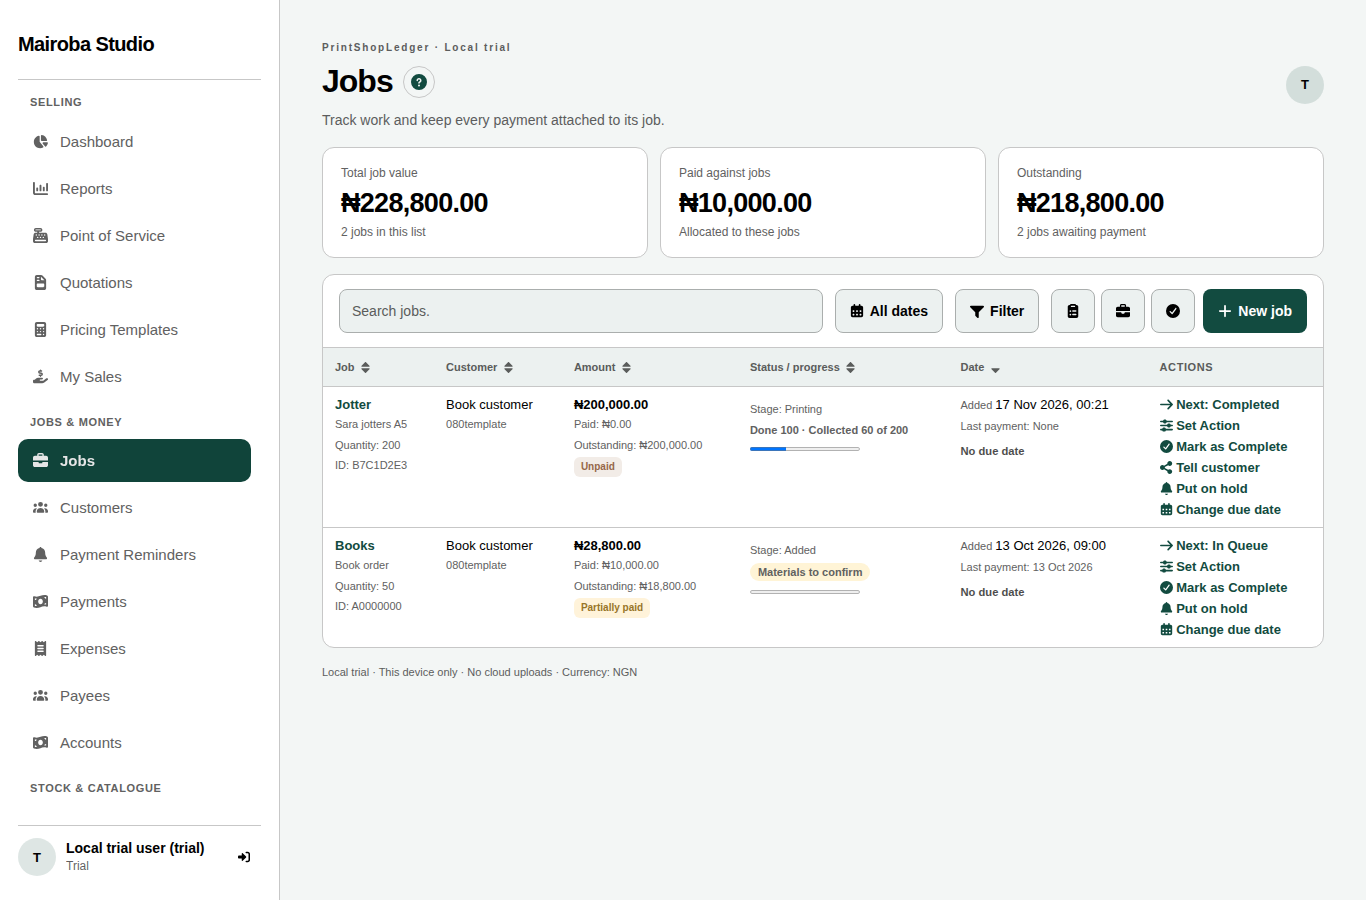 Mairoba Studio
SELLING
Dashboard
Reports
Point of Service
Quotations
Pricing Templates
My Sales
JOBS & MONEY
Jobs
Customers
Payment Reminders
Payments
Expenses
Payees
Accounts
STOCK & CATALOGUE
T
Local trial user (trial)
Trial
PrintShopLedger · Local trial
Jobs
?
T
Track work and keep every payment attached to its job.
Total job value
₦228,800.00
2 jobs in this list
Paid against jobs
₦10,000.00
Allocated to these jobs
Outstanding
₦218,800.00
2 jobs awaiting payment
Search jobs.
All dates
Filter
New job
Job Customer Amount Status / progress Date ACTIONS
Jotter
Sara jotters A5
Quantity: 200
ID: B7C1D2E3
Book customer
080template
₦200,000.00
Paid: ₦0.00
Outstanding: ₦200,000.00
Unpaid
Stage: Printing
Done 100 · Collected 60 of 200
Added 17 Nov 2026, 00:21
Last payment: None
No due date
Next: Completed
Set Action
Mark as Complete
Tell customer
Put on hold
Change due date
Books
Book order
Quantity: 50
ID: A0000000
Book customer
080template
₦28,800.00
Paid: ₦10,000.00
Outstanding: ₦18,800.00
Partially paid
Stage: Added
Materials to confirm
Added 13 Oct 2026, 09:00
Last payment: 13 Oct 2026
No due date
Next: In Queue
Set Action
Mark as Complete
Put on hold
Change due date
Local trial · This device only · No cloud uploads · Currency: NGN